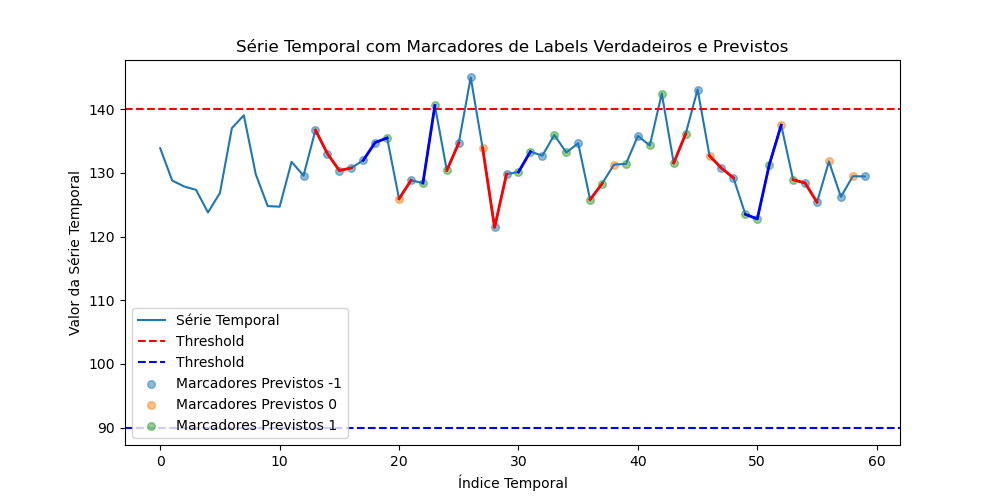 Série Temporal com Marcadores de Labels Verdadeiros e Previstos
Valor da Série Temporal
140
130
120
110
100
90
Série Temporal
Threshold
Threshold
Marcadores Previstos -1
Marcadores Previstos 0
Marcadores Previstos 1
0
10
20
30
40
50
60
Índice Temporal